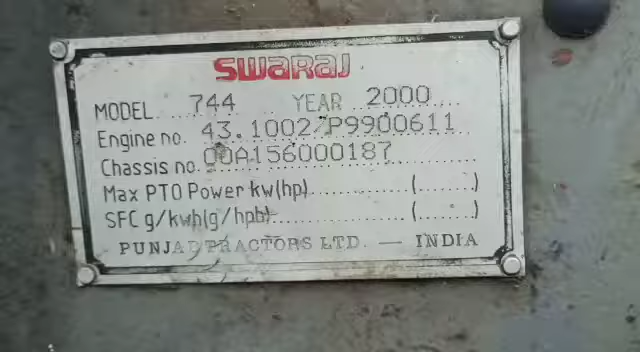 SWARAJ
MODEL 744 YEAR 2000
Engine no. 43.1002/P9900611
Chassis no. 00A156000187
Max PTO Power kw(hp)..............(.......)
SFC g/kwh(g/hph)..................(.......)
PUNJAB TRACTORS LTD. — INDIA